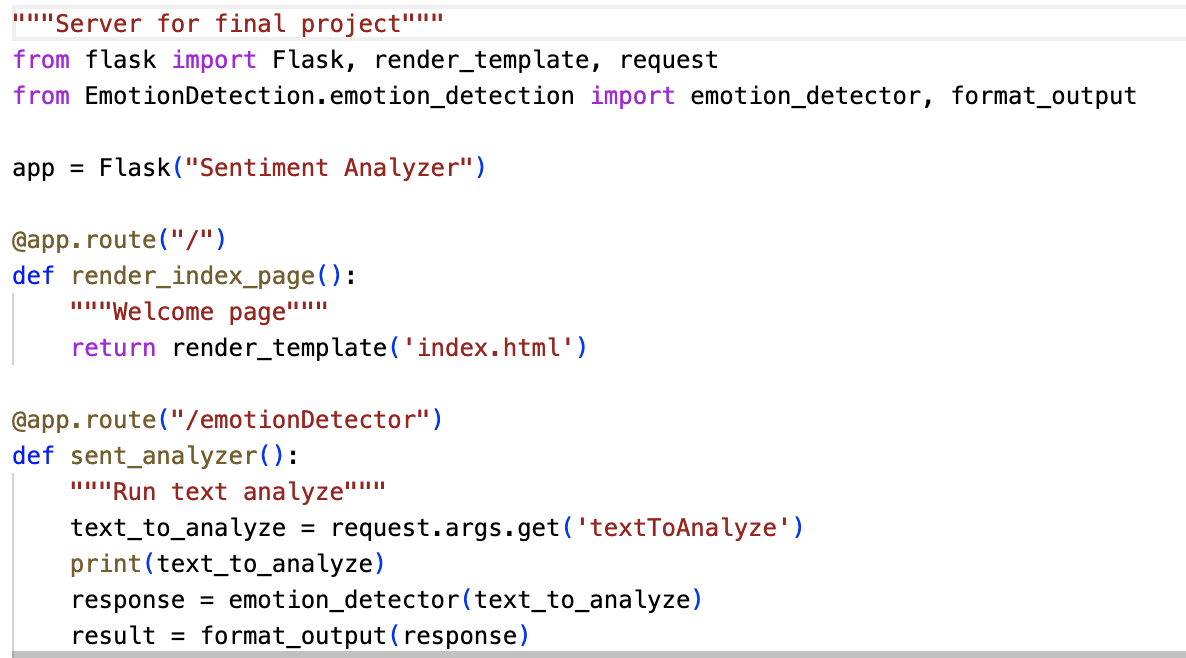 """Server for final project"""
from flask import Flask, render_template, request
from EmotionDetection.emotion_detection import emotion_detector, format_output

app = Flask("Sentiment Analyzer")

@app.route("/")
def render_index_page():
    """Welcome page"""
    return render_template('index.html')

@app.route("/emotionDetector")
def sent_analyzer():
    """Run text analyze"""
    text_to_analyze = request.args.get('textToAnalyze')
    print(text_to_analyze)
    response = emotion_detector(text_to_analyze)
    result = format_output(response)